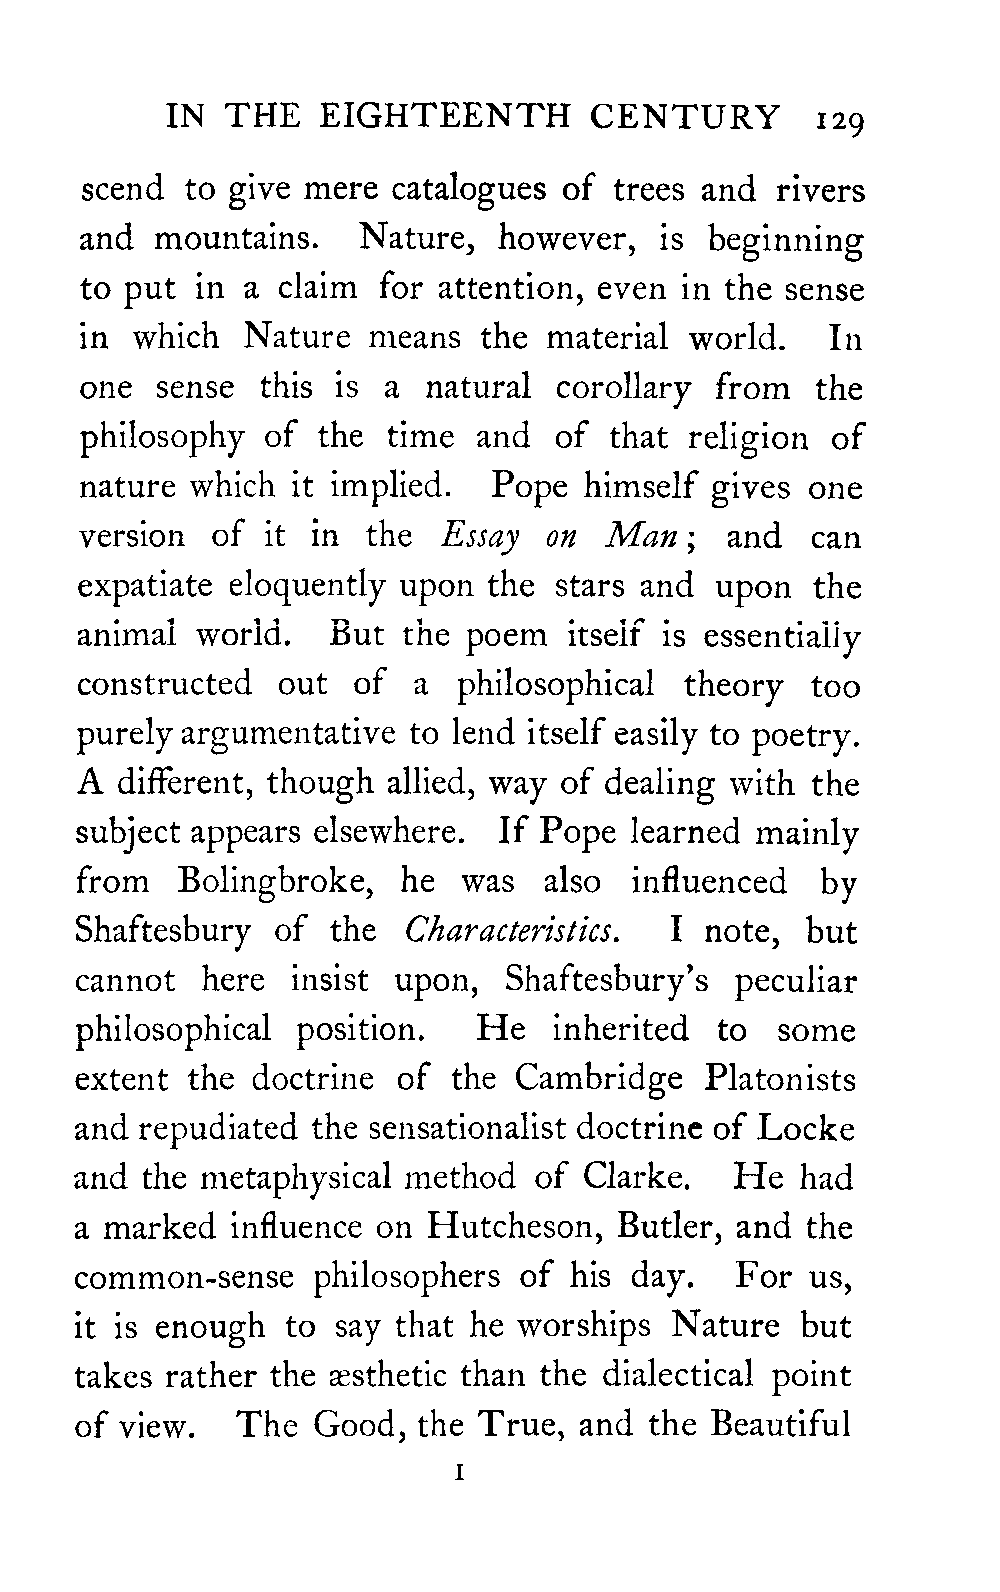 IN THE EIGHTEENTH CENTURY 129
scend to give mere catalogues of trees and rivers
and mountains. Nature, however, is beginning
to put in a claim for attention, even in the sense
in which Nature means the material world. In
one sense this is a natural corollary from the
philosophy of the time and of that religion of
nature which it implied. Pope himself gives one
version of it in the Essay on Man; and can
expatiate eloquently upon the stars and upon the
animal world. But the poem itself is essentially
constructed out of a philosophical theory too
purely argumentative to lend itself easily to poetry.
A different, though allied, way of dealing with the
subject appears elsewhere. If Pope learned mainly
from Bolingbroke, he was also influenced by
Shaftesbury of the Characteristics. I note, but
cannot here insist upon, Shaftesbury's peculiar
philosophical position. He inherited to some
extent the doctrine of the Cambridge Platonists
and repudiated the sensationalist doctrine of Locke
and the metaphysical method of Clarke. He had
a marked influence on Hutcheson, Butler, and the
common-sense philosophers of his day. For us,
it is enough to say that he worships Nature but
takes rather the æsthetic than the dialectical point
of view. The Good, the True, and the Beautiful
I